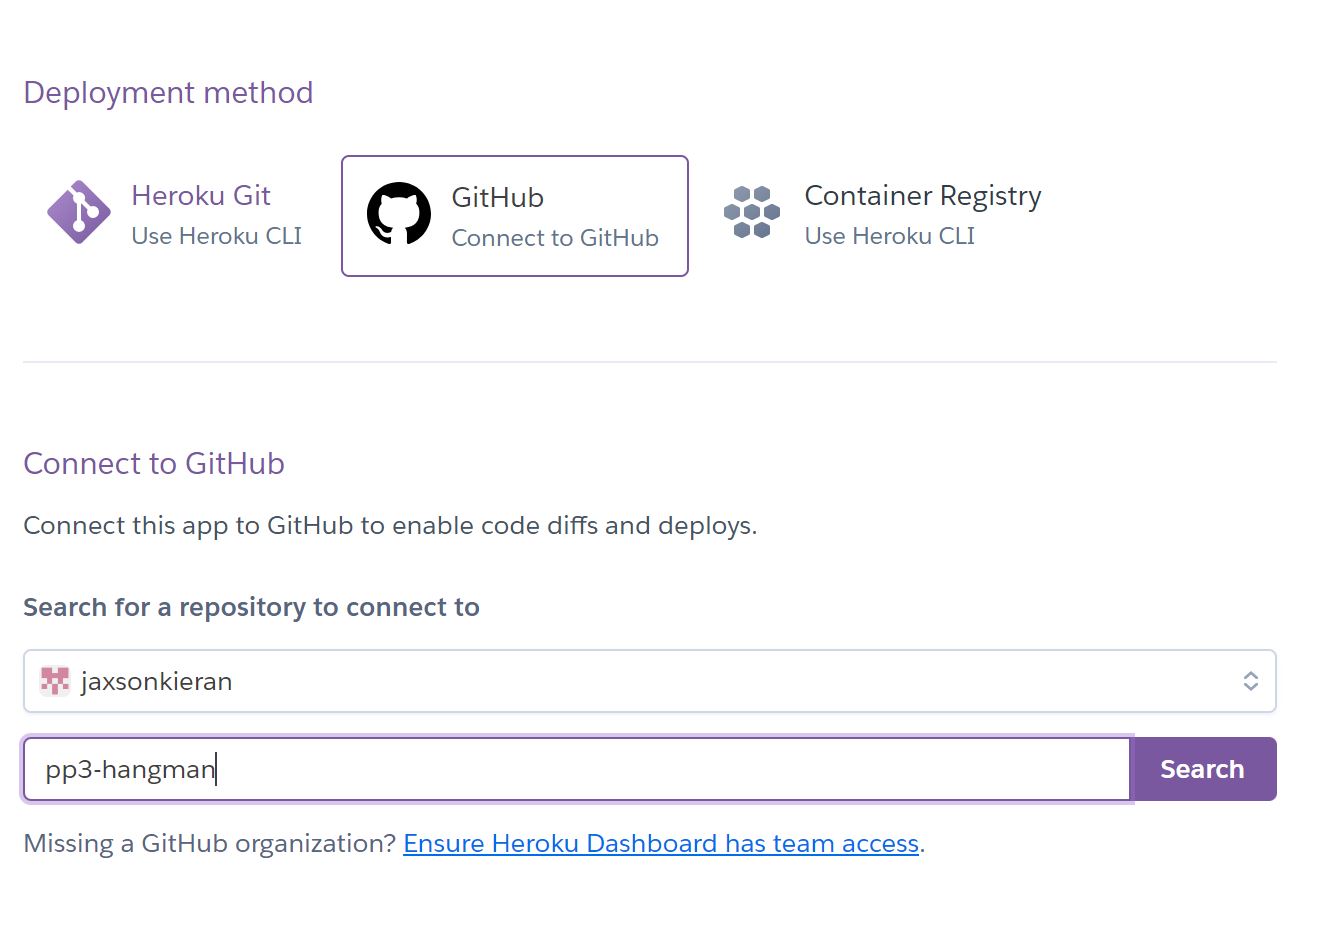 Deployment method
Heroku Git
Use Heroku CLI
GitHub
Connect to GitHub
Container Registry
Use Heroku CLI
Connect to GitHub
Connect this app to GitHub to enable code diffs and deploys.
Search for a repository to connect to
jaxsonkieran
pp3-hangman
Search
Missing a GitHub organization? Ensure Heroku Dashboard has team access.